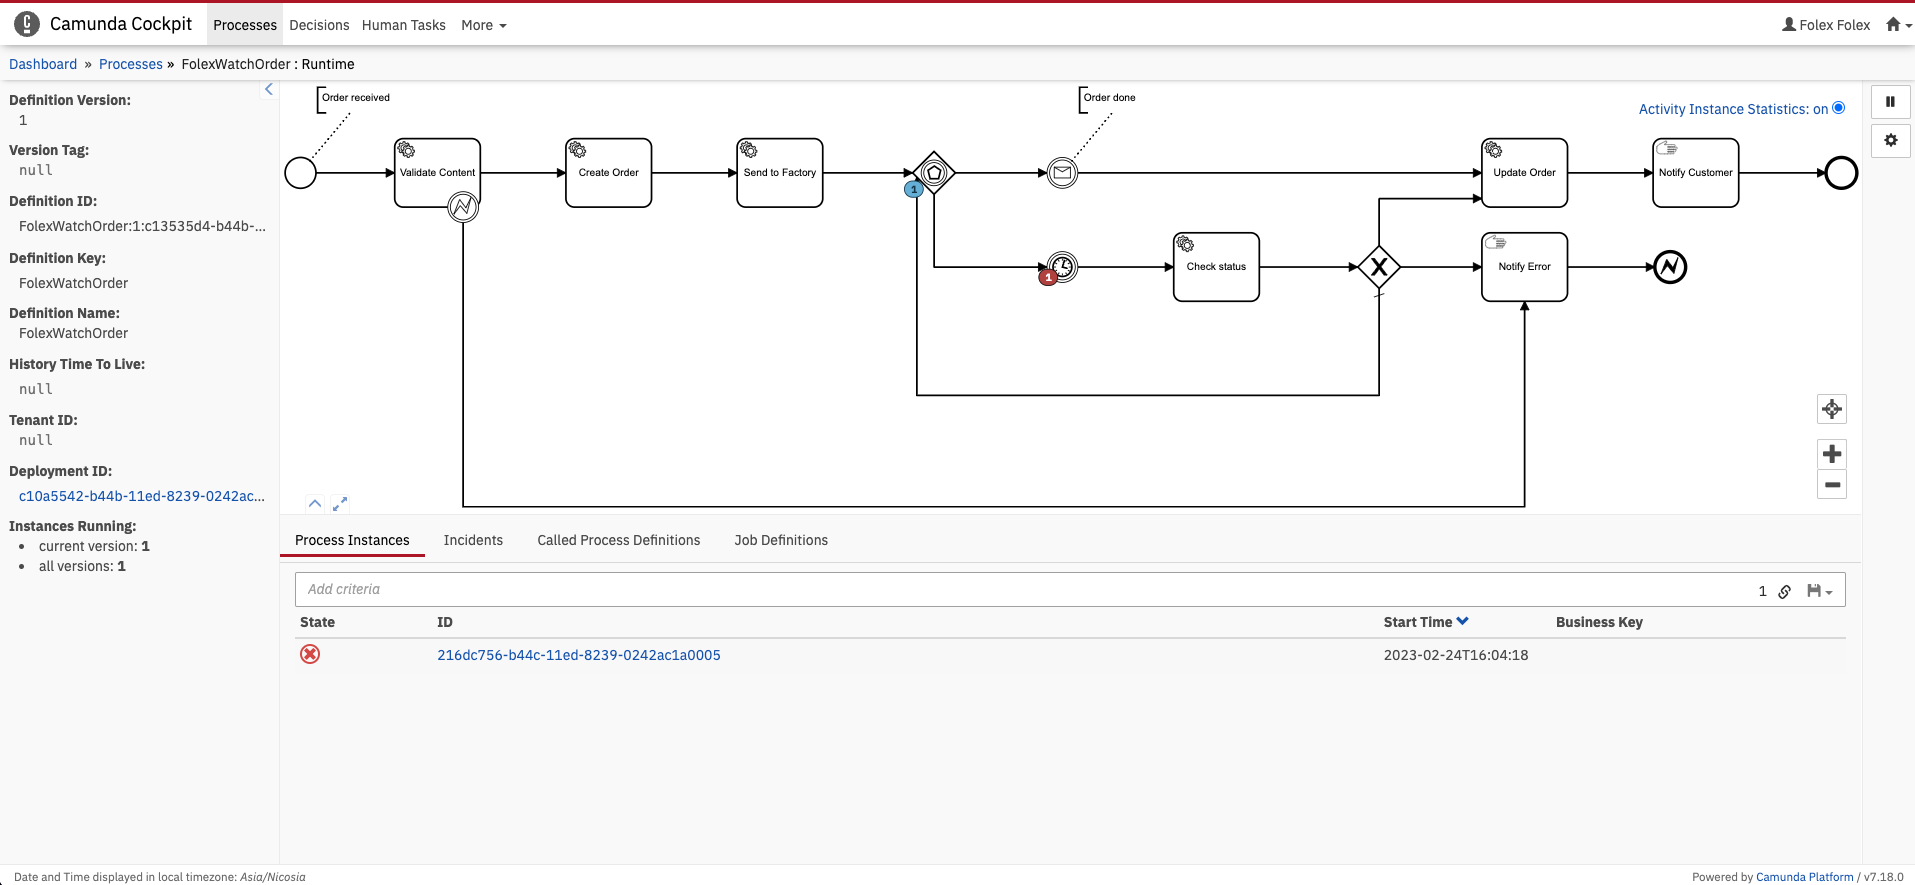 Camunda Cockpit Processes Decisions Human Tasks More Folex Folex
Dashboard » Processes » FolexWatchOrder : Runtime
Definition Version:
1
Version Tag:
null
Definition ID:
FolexWatchOrder:1:c13535d4-b44b-...
Definition Key:
FolexWatchOrder
Definition Name:
FolexWatchOrder
History Time To Live:
null
Tenant ID:
null
Deployment ID:
c10a5542-b44b-11ed-8239-0242ac...
Instances Running:
current version: 1
all versions: 1
Order received
Order done
Activity Instance Statistics: on
Validate Content
Create Order
Send to Factory
1
Update Order
Notify Customer
1
Check status
X
Notify Error
Process Instances Incidents Called Process Definitions Job Definitions
Add criteria 1
State ID Start Time Business Key
216dc756-b44c-11ed-8239-0242ac1a0005 2023-02-24T16:04:18
Date and Time displayed in local timezone: Asia/Nicosia
Powered by Camunda Platform / v7.18.0